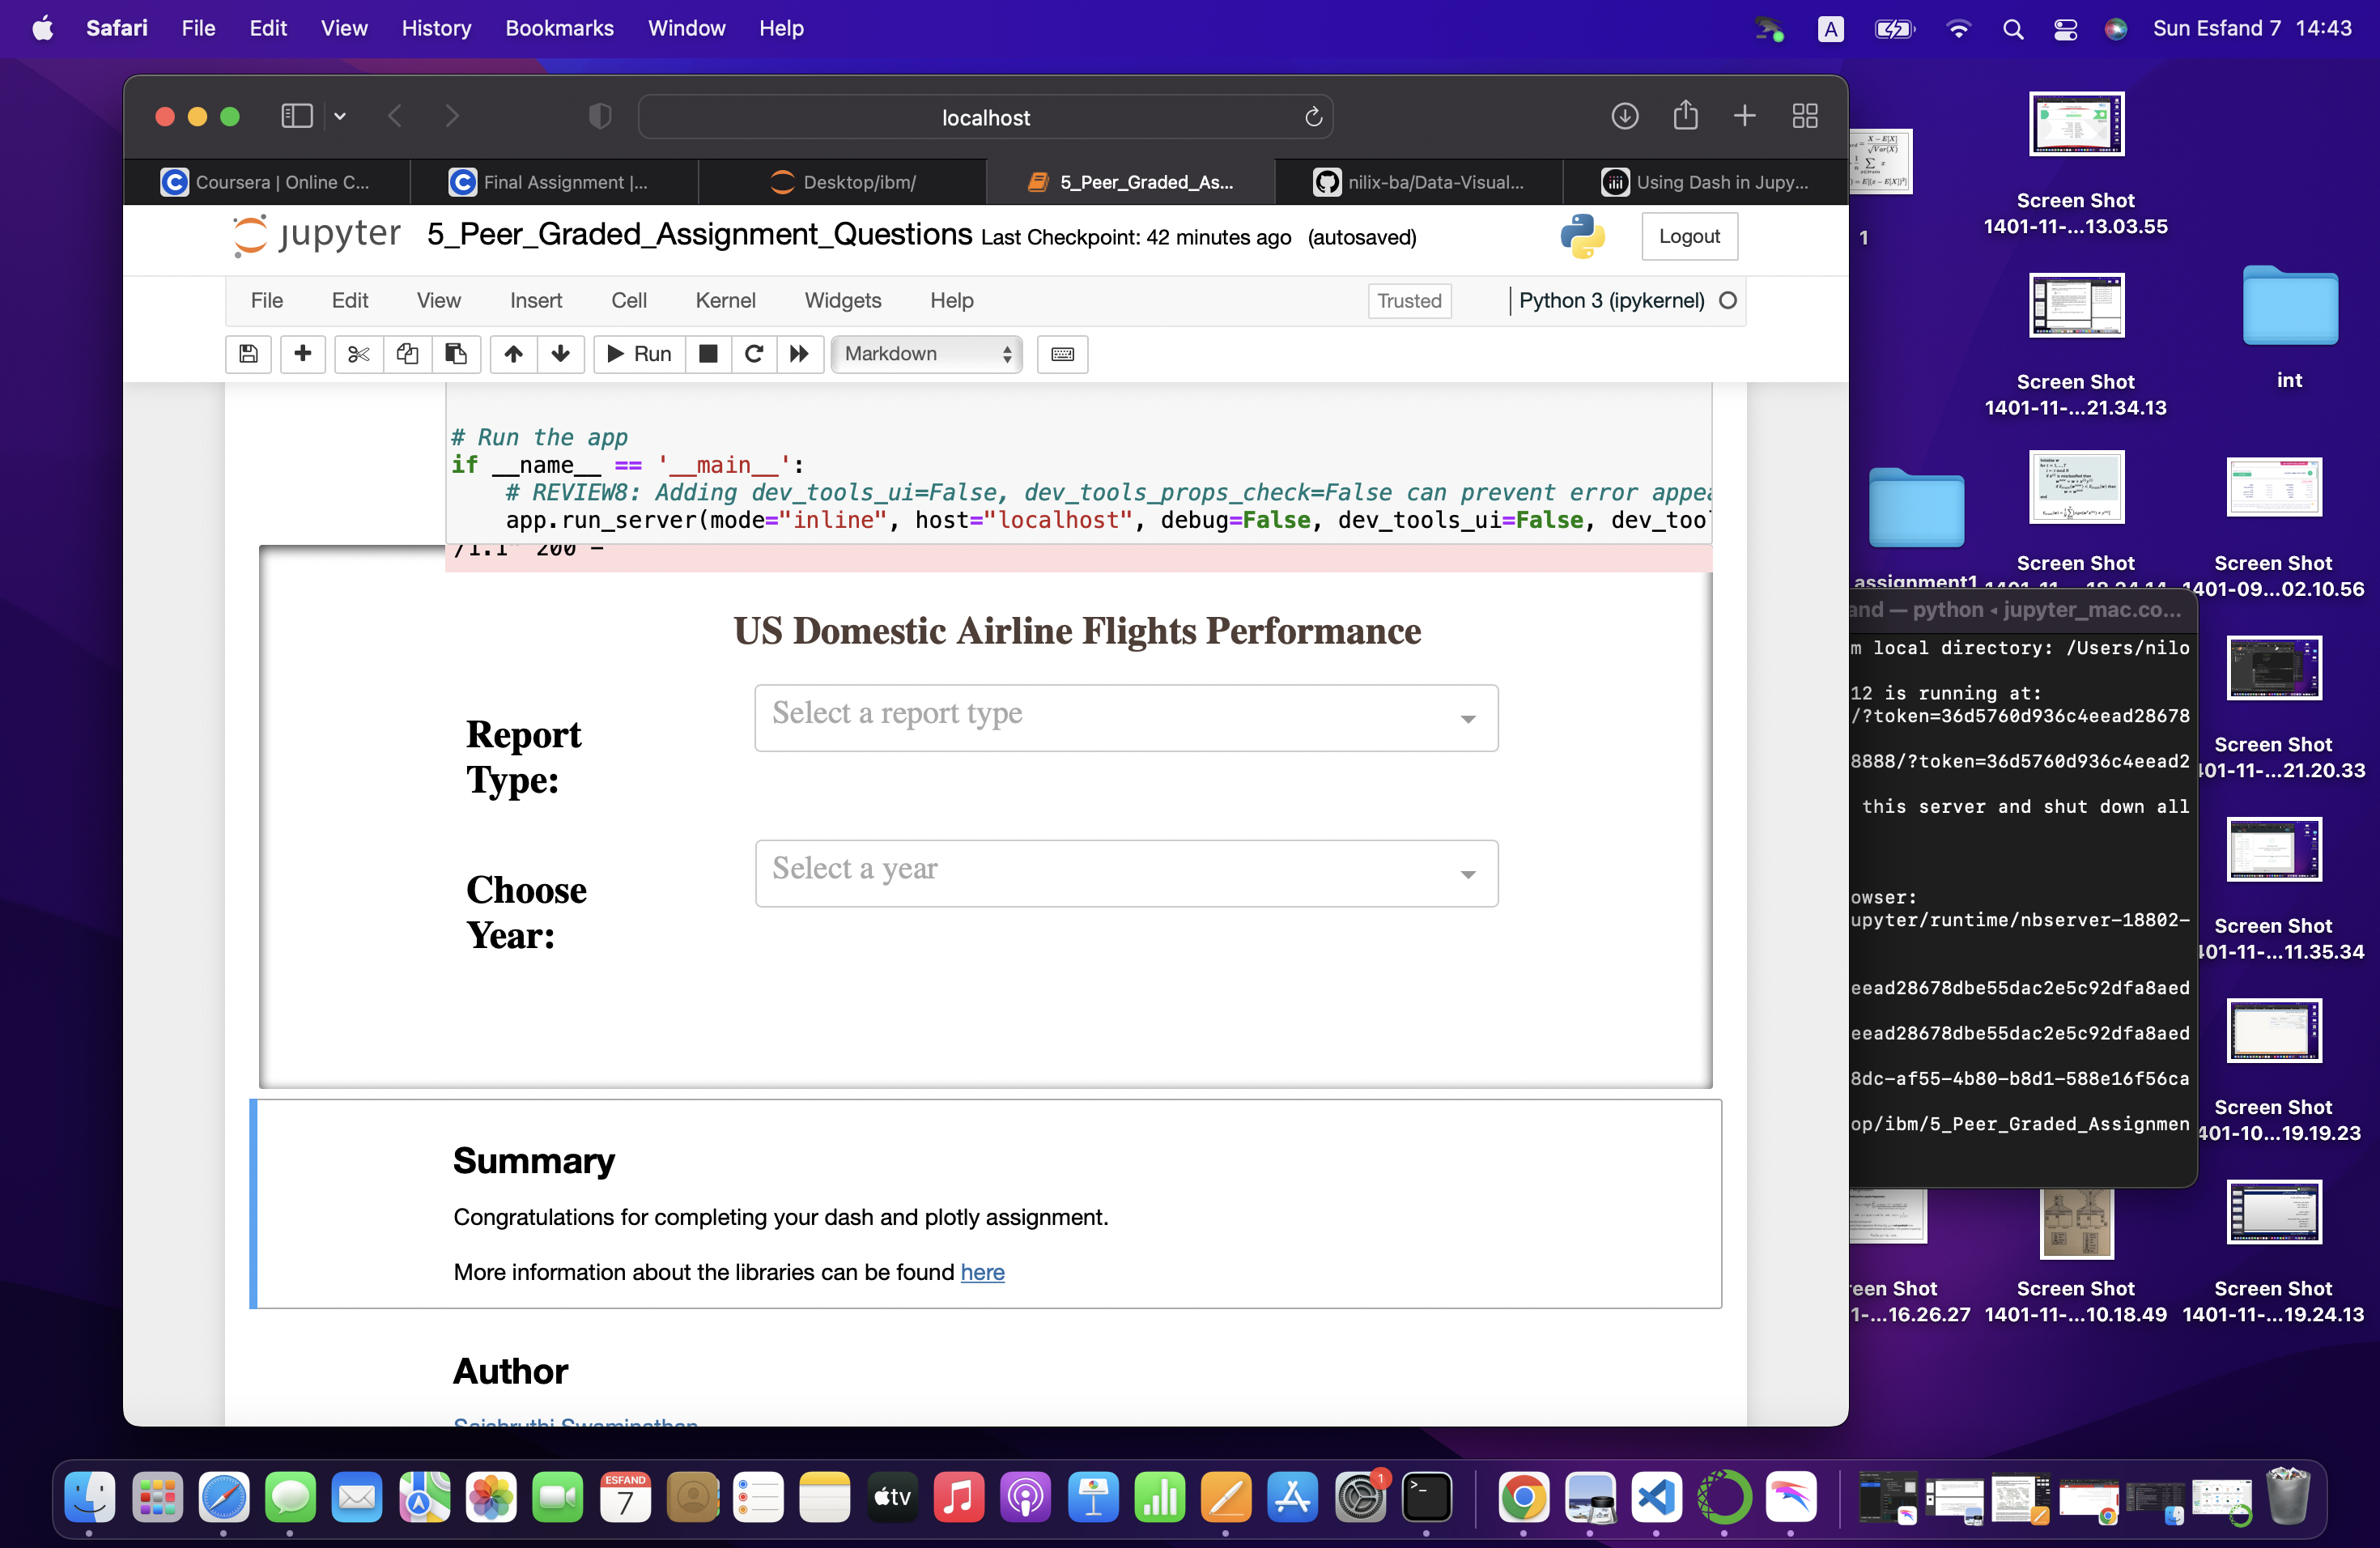 Safari File Edit View History Bookmarks Window Help A Sun Esfand 7 14:43
localhost
Coursera | Online C... Final Assignment |... Desktop/ibm/ 5_Peer_Graded_As... nilix-ba/Data-Visual... Using Dash in Jupy...
jupyter 5_Peer_Graded_Assignment_Questions Last Checkpoint: 42 minutes ago (autosaved) Logout
File Edit View Insert Cell Kernel Widgets Help Trusted Python 3 (ipykernel)
Run Markdown
# Run the app
if __name__ == '__main__':
# REVIEW8: Adding dev_tools_ui=False, dev_tools_props_check=False can prevent error appea
app.run_server(mode="inline", host="localhost", debug=False, dev_tools_ui=False, dev_too
/1.1" 200 -
US Domestic Airline Flights Performance
Report
Type:
Select a report type
Choose
Year:
Select a year
Summary
Congratulations for completing your dash and plotly assignment.
More information about the libraries can be found here
Author
Saishruthi Swaminathan
and — python ◂ jupyter_mac.co...
m local directory: /Users/nilo
12 is running at:
/?token=36d5760d936c4eead28678
8888/?token=36d5760d936c4eead2
this server and shut down all
owser:
upyter/runtime/nbserver-18802-
eead28678dbe55dac2e5c92dfa8aed
eead28678dbe55dac2e5c92dfa8aed
8dc-af55-4b80-b8d1-588e16f56ca
op/ibm/5_Peer_Graded_Assignmen
1
Screen Shot
1401-11-...13.03.55
Screen Shot
1401-11-...21.34.13
int
assignment1
Screen Shot
1401-11-...18.24.14
Screen Shot
401-09...02.10.56
Screen Shot
401-11-...21.20.33
Screen Shot
401-11-...11.35.34
Screen Shot
401-10...19.19.23
reen Shot
1-...16.26.27
Screen Shot
1401-11-...10.18.49
Screen Shot
1401-11-...19.24.13
ESFAND
7
tv
1